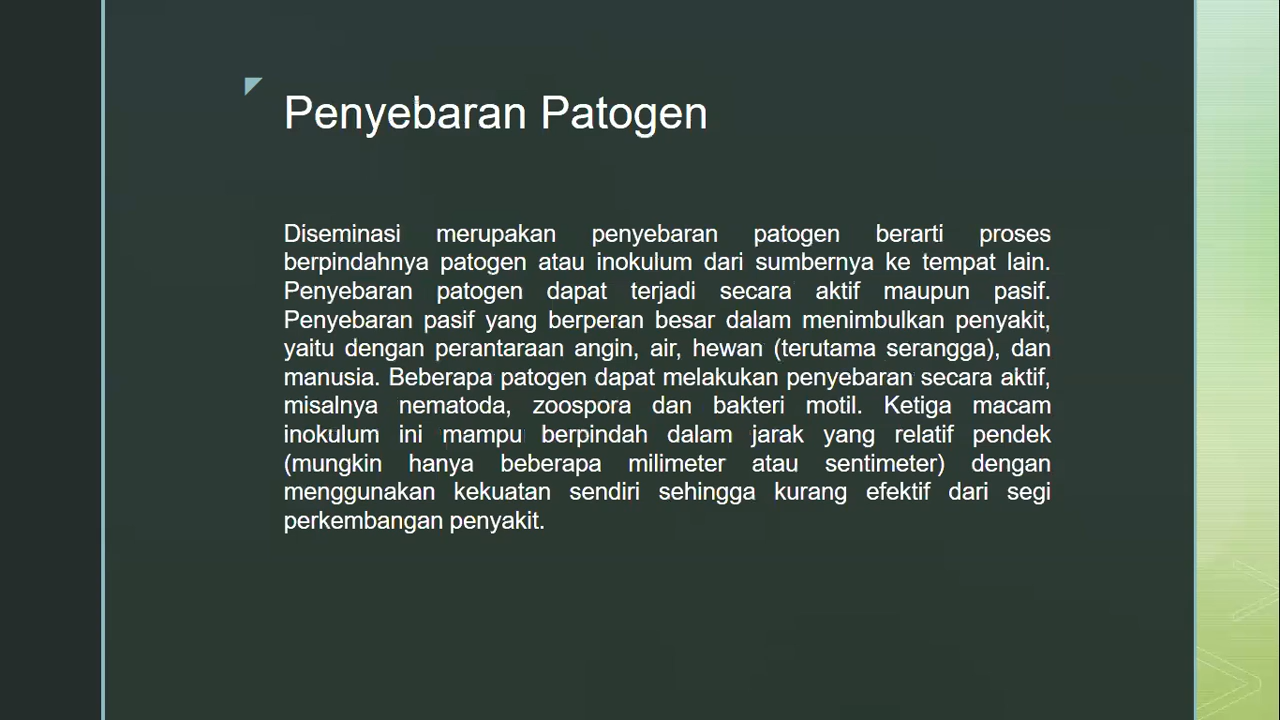 Penyebaran Patogen
Diseminasi merupakan penyebaran patogen berarti proses
berpindahnya patogen atau inokulum dari sumbernya ke tempat lain.
Penyebaran patogen dapat terjadi secara aktif maupun pasif.
Penyebaran pasif yang berperan besar dalam menimbulkan penyakit,
yaitu dengan perantaraan angin, air, hewan (terutama serangga), dan
manusia. Beberapa patogen dapat melakukan penyebaran secara aktif,
misalnya nematoda, zoospora dan bakteri motil. Ketiga macam
inokulum ini mampu berpindah dalam jarak yang relatif pendek
(mungkin hanya beberapa milimeter atau sentimeter) dengan
menggunakan kekuatan sendiri sehingga kurang efektif dari segi
perkembangan penyakit.